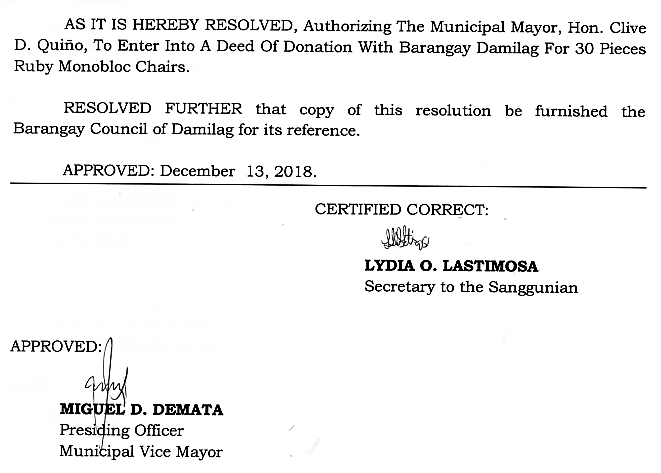 AS IT IS HEREBY RESOLVED, Authorizing The Municipal Mayor, Hon. Clive
D. Quiño, To Enter Into A Deed Of Donation With Barangay Damilag For 30 Pieces
Ruby Monobloc Chairs.
RESOLVED FURTHER that copy of this resolution be furnished the
Barangay Council of Damilag for its reference.
APPROVED: December 13, 2018.
CERTIFIED CORRECT:
LYDIA O. LASTIMOSA
Secretary to the Sanggunian
APPROVED:
MIGUEL D. DEMATA
Presiding Officer
Municipal Vice Mayor